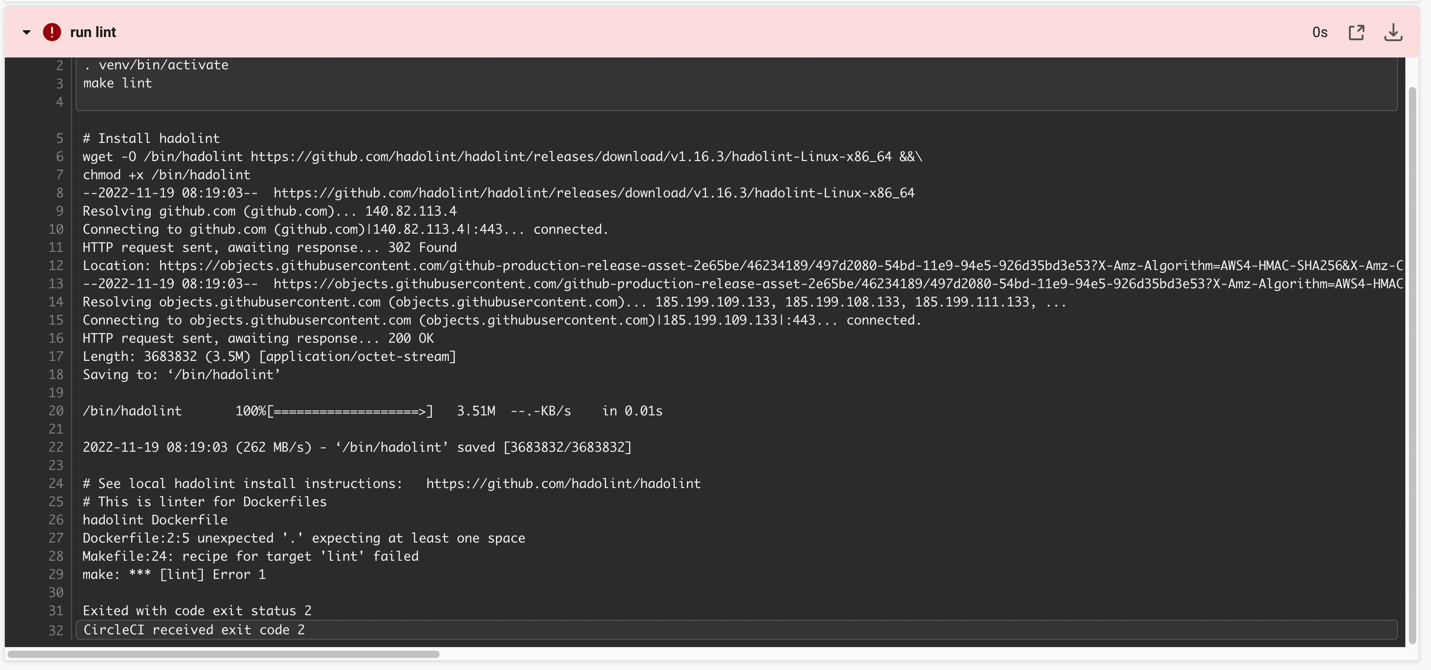 run lint 0s
2 . venv/bin/activate
3 make lint
4
5 # Install hadolint
6 wget -O /bin/hadolint https://github.com/hadolint/hadolint/releases/download/v1.16.3/hadolint-Linux-x86_64 &&\
7 chmod +x /bin/hadolint
8 --2022-11-19 08:19:03--  https://github.com/hadolint/hadolint/releases/download/v1.16.3/hadolint-Linux-x86_64
9 Resolving github.com (github.com)... 140.82.113.4
10 Connecting to github.com (github.com)|140.82.113.4|:443... connected.
11 HTTP request sent, awaiting response... 302 Found
12 Location: https://objects.githubusercontent.com/github-production-release-asset-2e65be/46234189/497d2080-54bd-11e9-94e5-926d35bd3e53?X-Amz-Algorithm=AWS4-HMAC-SHA256&X-Amz-C
13 --2022-11-19 08:19:03--  https://objects.githubusercontent.com/github-production-release-asset-2e65be/46234189/497d2080-54bd-11e9-94e5-926d35bd3e53?X-Amz-Algorithm=AWS4-HMAC
14 Resolving objects.githubusercontent.com (objects.githubusercontent.com)... 185.199.109.133, 185.199.108.133, 185.199.111.133, ...
15 Connecting to objects.githubusercontent.com (objects.githubusercontent.com)|185.199.109.133|:443... connected.
16 HTTP request sent, awaiting response... 200 OK
17 Length: 3683832 (3.5M) [application/octet-stream]
18 Saving to: ‘/bin/hadolint’
19
20 /bin/hadolint       100%[===================>]   3.51M  --.-KB/s    in 0.01s
21
22 2022-11-19 08:19:03 (262 MB/s) - ‘/bin/hadolint’ saved [3683832/3683832]
23
24 # See local hadolint install instructions:   https://github.com/hadolint/hadolint
25 # This is linter for Dockerfiles
26 hadolint Dockerfile
27 Dockerfile:2:5 unexpected '.' expecting at least one space
28 Makefile:24: recipe for target 'lint' failed
29 make: *** [lint] Error 1
30
31 Exited with code exit status 2
32 CircleCI received exit code 2